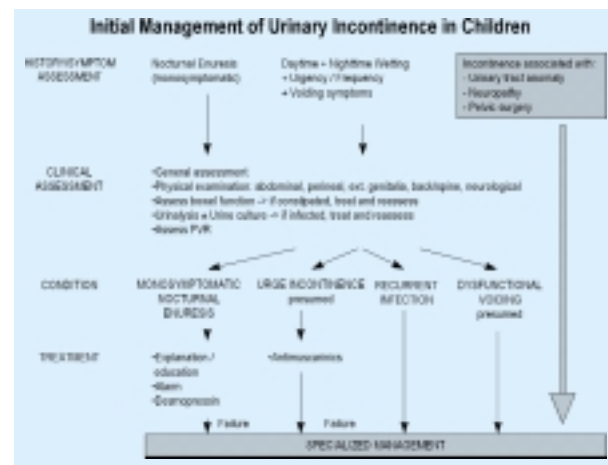 Initial Management of Urinary Incontinence in Children
HISTORY/SYMPTOM
ASSESSMENT
Nocturnal Enuresis
(monosymptomatic)
Daytime + Nighttime Wetting
+ Urgency / Frequency
+ Voiding symptoms
Incontinence associated with:
- Urinary tract anomaly
- Neuropathy
- Pelvic surgery
CLINICAL
ASSESSMENT
•General assessment
•Physical examination: abdominal, perineal, ext. genitalia, back/spine, neurological
•Assess bowel function -> if constipated, treat and reassess
•Urinalysis + Urine culture -> if infected, treat and reassess
•Assess PVR
CONDITION
MONOSYMPTOMATIC
NOCTURNAL
ENURESIS
URGE INCONTINENCE
presumed
RECURRENT
INFECTION
DYSFUNCTIONAL
VOIDING
presumed
TREATMENT
•Explanation /
education
•Alarm
•Desmopressin
•Antimuscarinics
Failure
Failure
SPECIALIZED MANAGEMENT